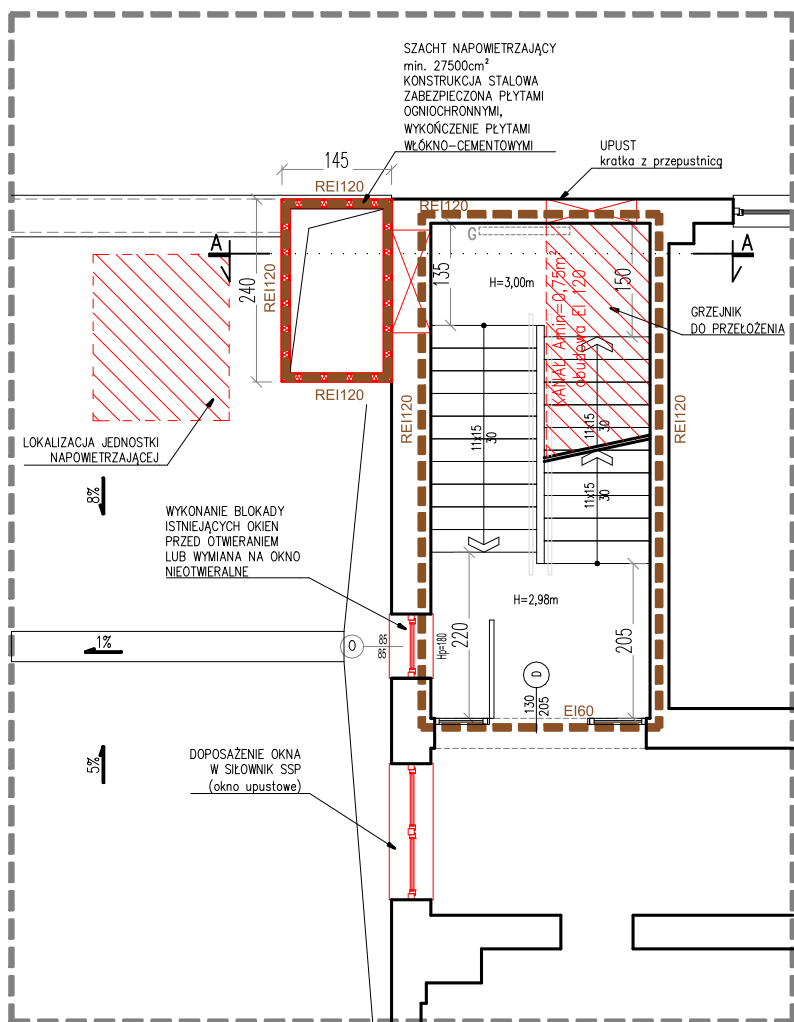 SZACHT NAPOWIETRZAJĄCY
min. 27500cm²
KONSTRUKCJA STALOWA
ZABEZPIECZONA PŁYTAMI
OGNIOCHRONNYMI,
WYKOŃCZENIE PŁYTAMI
WŁÓKNO-CEMENTOWYMI
UPUST
kratka z przepustnicą
145
REI120
REI120
A
A
G
240
REI120
135
H=3,00m
KANAŁ Amin=0,75m²
obudowa EI 120
150
GRZEJNIK
DO PRZEŁOŻENIA
REI120
REI120
REI120
11x15
30
11x15
30
11x15
30
LOKALIZACJA JEDNOSTKI
NAPOWIETRZAJĄCEJ
8%
WYKONANIE BLOKADY
ISTNIEJĄCYCH OKIEN
PRZED OTWIERANIEM
LUB WYMIANA NA OKNO
NIEOTWIERALNE
H=2,98m
1%
O
85
85
Hp=180
220
205
D
130
205
EI60
5%
DOPOSAŻENIE OKNA
W SIŁOWNIK SSP
(okno upustowe)